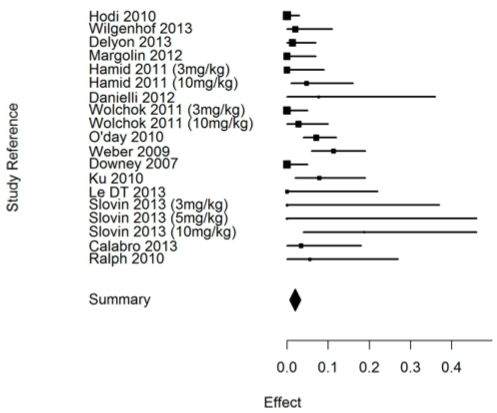 Study Reference
Hodi 2010
Wilgenhof 2013
Delyon 2013
Margolin 2012
Hamid 2011 (3mg/kg)
Hamid 2011 (10mg/kg)
Danielli 2012
Wolchok 2011 (3mg/kg)
Wolchok 2011 (10mg/kg)
O'day 2010
Weber 2009
Downey 2007
Ku 2010
Le DT 2013
Slovin 2013 (3mg/kg)
Slovin 2013 (5mg/kg)
Slovin 2013 (10mg/kg)
Calabro 2013
Ralph 2010
Summary
0.0 0.1 0.2 0.3 0.4
Effect